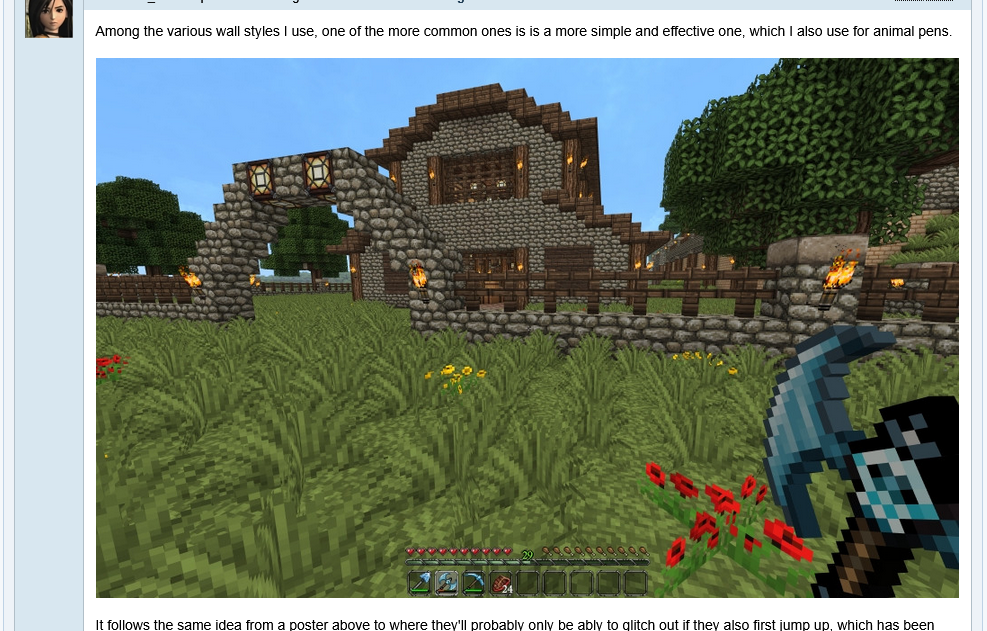 Among the various wall styles I use, one of the more common ones is is a more simple and effective one, which I also use for animal pens.
29
24
It follows the same idea from a poster above to where they'll probably only be ably to glitch out if they also first jump up, which has been